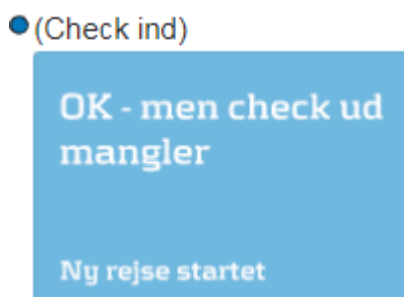 (Check ind)
OK - men check ud
mangler
Ny rejse startet